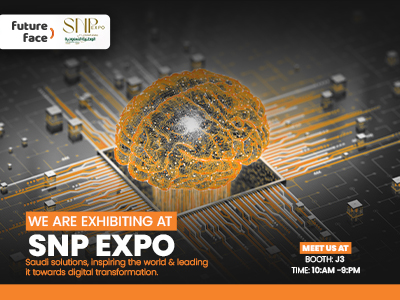 future
face
SNP EXPO
WE ARE EXHIBITING AT
SNP EXPO
Saudi solutions, inspiring the world & leading
it towards digital transformation.
MEET US AT
BOOTH: J3
TIME: 10:AM -9:PM